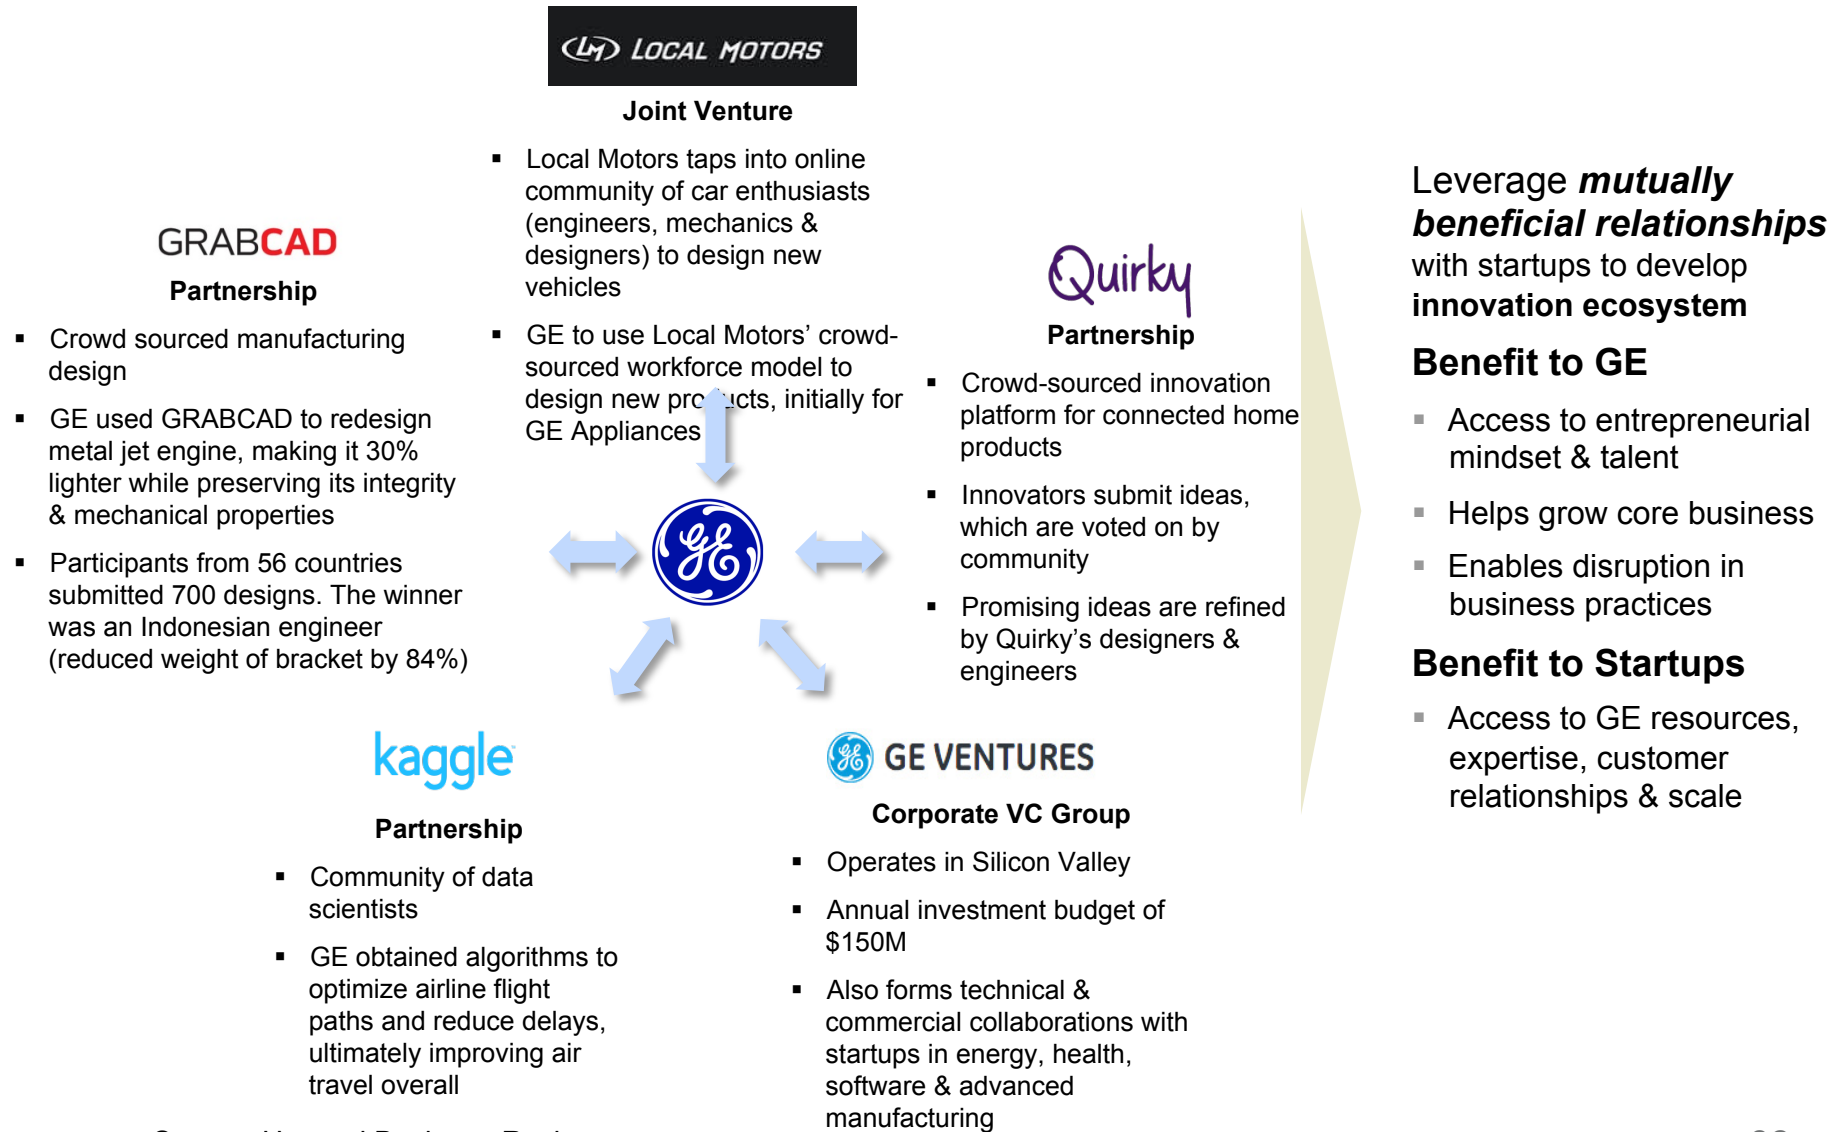 LM LOCAL MOTORS
Joint Venture
▪ Local Motors taps into online
community of car enthusiasts
(engineers, mechanics &
designers) to design new
vehicles
▪ GE to use Local Motors’ crowd-
sourced workforce model to
design new products, initially for
GE Appliances
GRABCAD
Partnership
▪ Crowd sourced manufacturing
design
▪ GE used GRABCAD to redesign
metal jet engine, making it 30%
lighter while preserving its integrity
& mechanical properties
▪ Participants from 56 countries
submitted 700 designs. The winner
was an Indonesian engineer
(reduced weight of bracket by 84%)
Quirky
Partnership
▪ Crowd-sourced innovation
platform for connected home
products
▪ Innovators submit ideas,
which are voted on by
community
▪ Promising ideas are refined
by Quirky’s designers &
engineers
GE
kaggle
Partnership
▪ Community of data
scientists
▪ GE obtained algorithms to
optimize airline flight
paths and reduce delays,
ultimately improving air
travel overall
GE GE VENTURES
Corporate VC Group
▪ Operates in Silicon Valley
▪ Annual investment budget of
$150M
▪ Also forms technical &
commercial collaborations with
startups in energy, health,
software & advanced
manufacturing
Leverage mutually
beneficial relationships
with startups to develop
innovation ecosystem
Benefit to GE
▪ Access to entrepreneurial
mindset & talent
▪ Helps grow core business
▪ Enables disruption in
business practices
Benefit to Startups
▪ Access to GE resources,
expertise, customer
relationships & scale